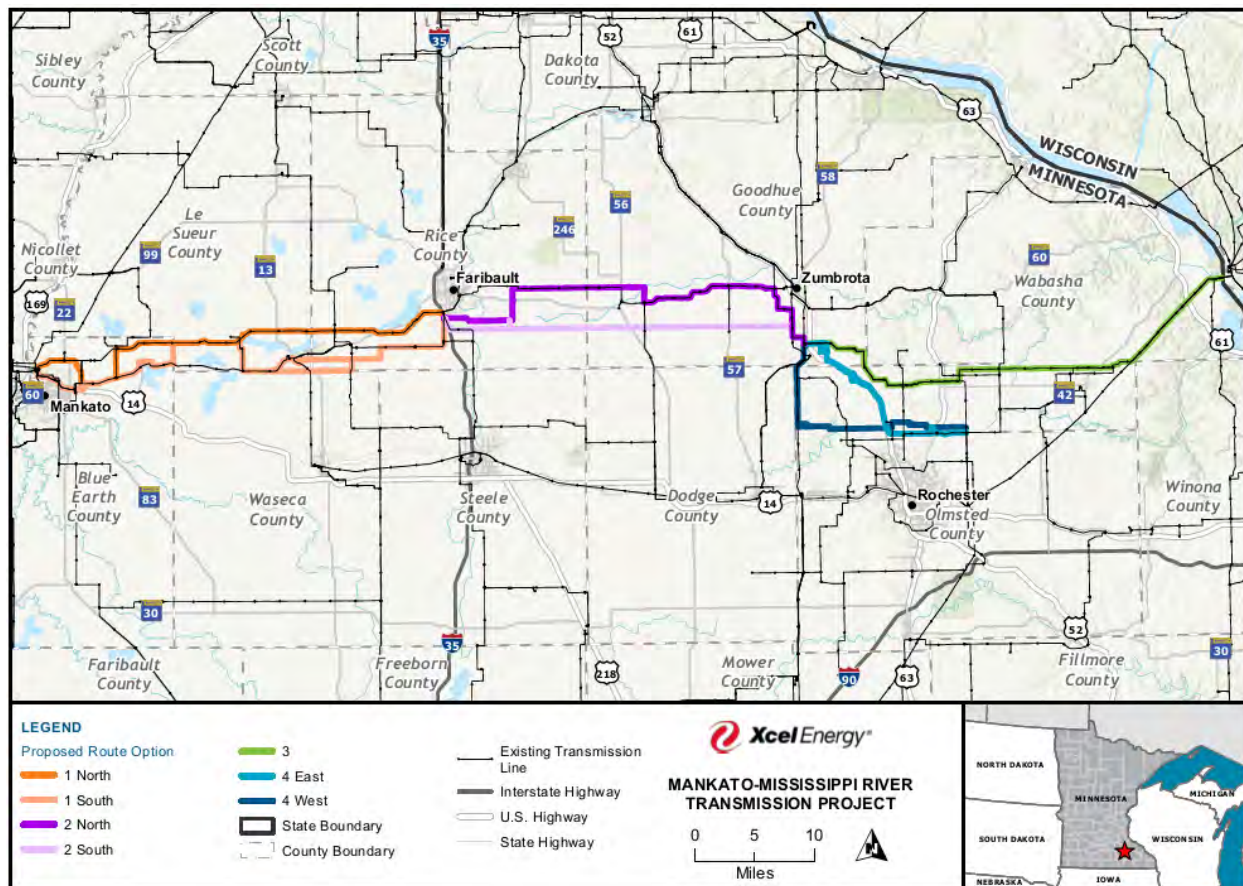 35
52
61
Sibley
County
Scott
County
Dakota
County
63
WISCONSIN
MINNESOTA
58
Goodhue
County
56
Le
Sueur
County
99
Nicollet
County
13
Rice
County
246
60
Wabasha
County
Faribault
Zumbrota
169
22
61
57
60
Mankato
14
42
Blue
Earth
County
83
Waseca
County
Steele
County
Dodge
County
14
Rochester
Olmsted
County
Winona
County
30
35
52
30
Faribault
County
Freeborn
County
218
Mower
County
90
63
Fillmore
County
LEGEND
Proposed Route Option
1 North
1 South
2 North
2 South
3
4 East
4 West
State Boundary
County Boundary
Existing Transmission
Line
Interstate Highway
U.S. Highway
State Highway
Xcel Energy®
MANKATO-MISSISSIPPI RIVER
TRANSMISSION PROJECT
0 5 10
Miles
N
NORTH DAKOTA
MINNESOTA
MICHIGAN
SOUTH DAKOTA
WISCONSIN
NEBRASKA
IOWA